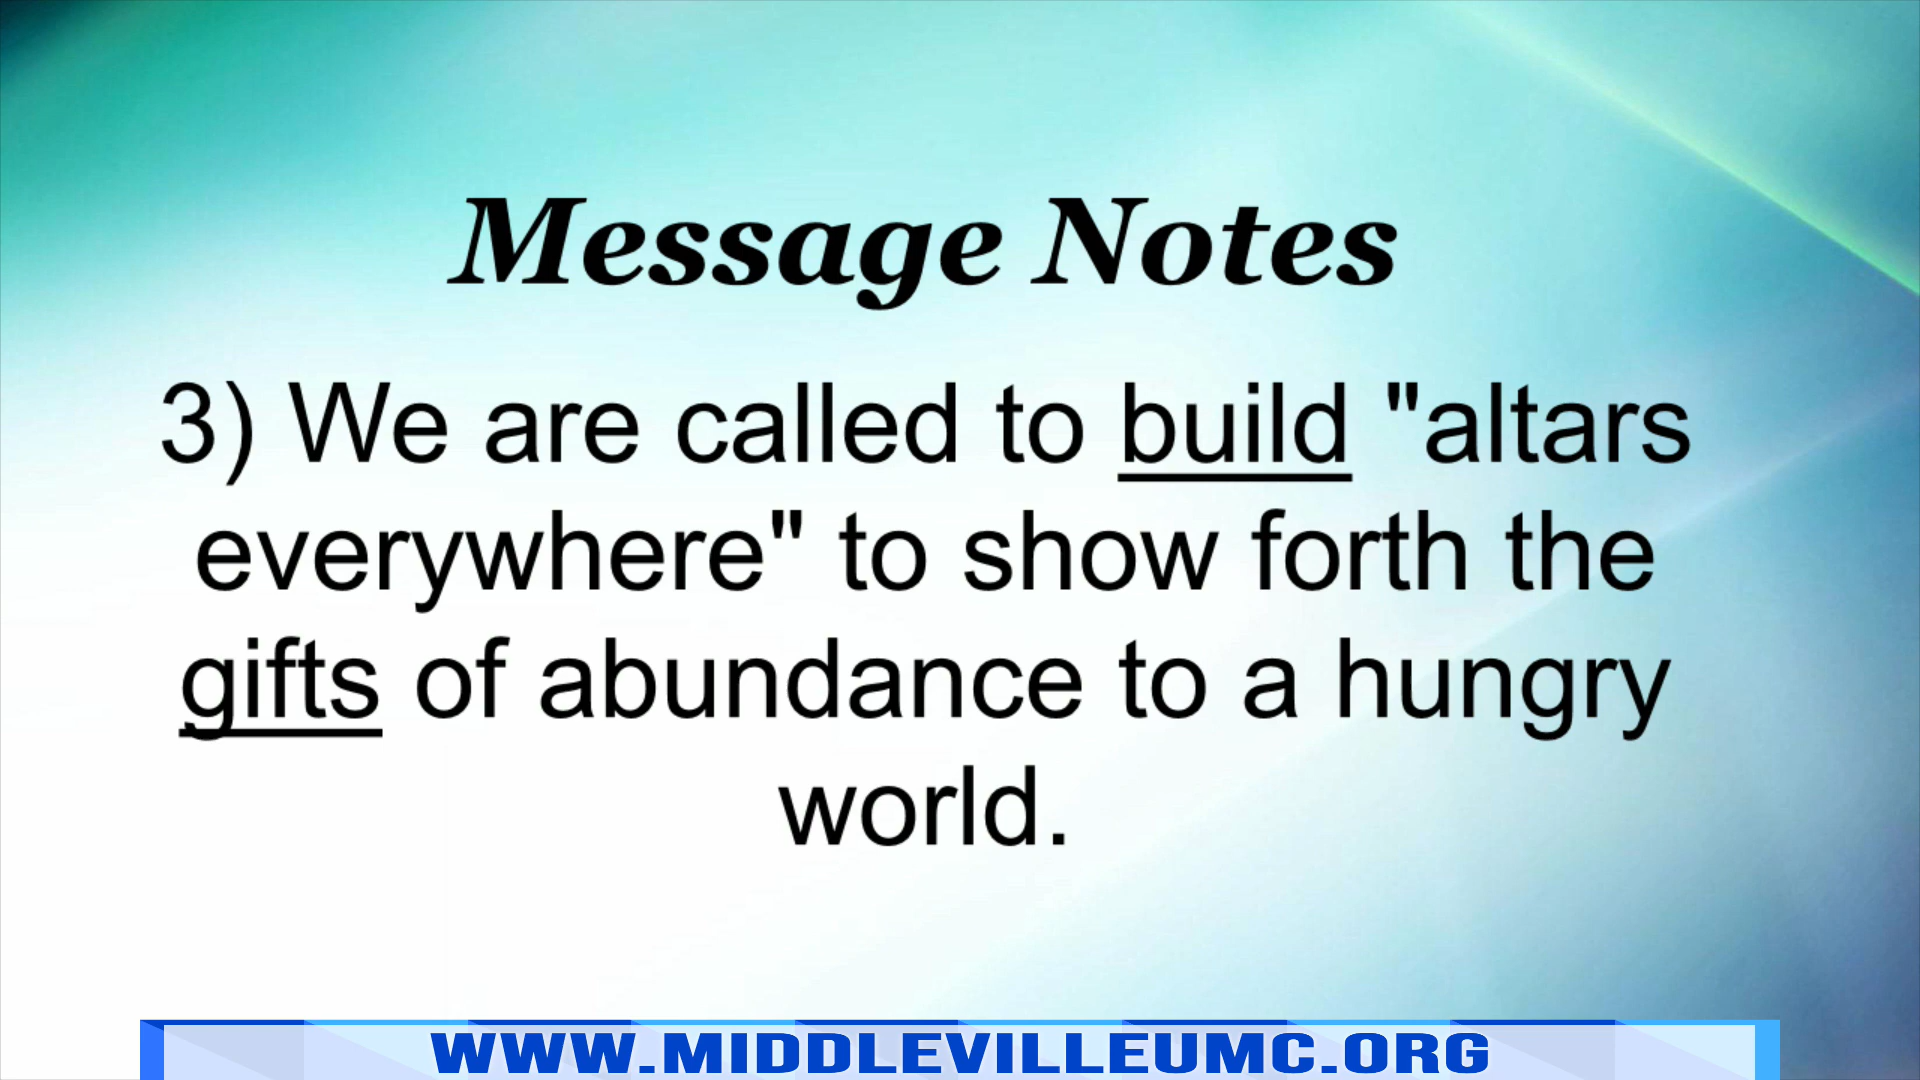 Message Notes
3) We are called to build "altars
everywhere" to show forth the
gifts of abundance to a hungry
world.
WWW.MIDDLEVILLEUMC.ORG